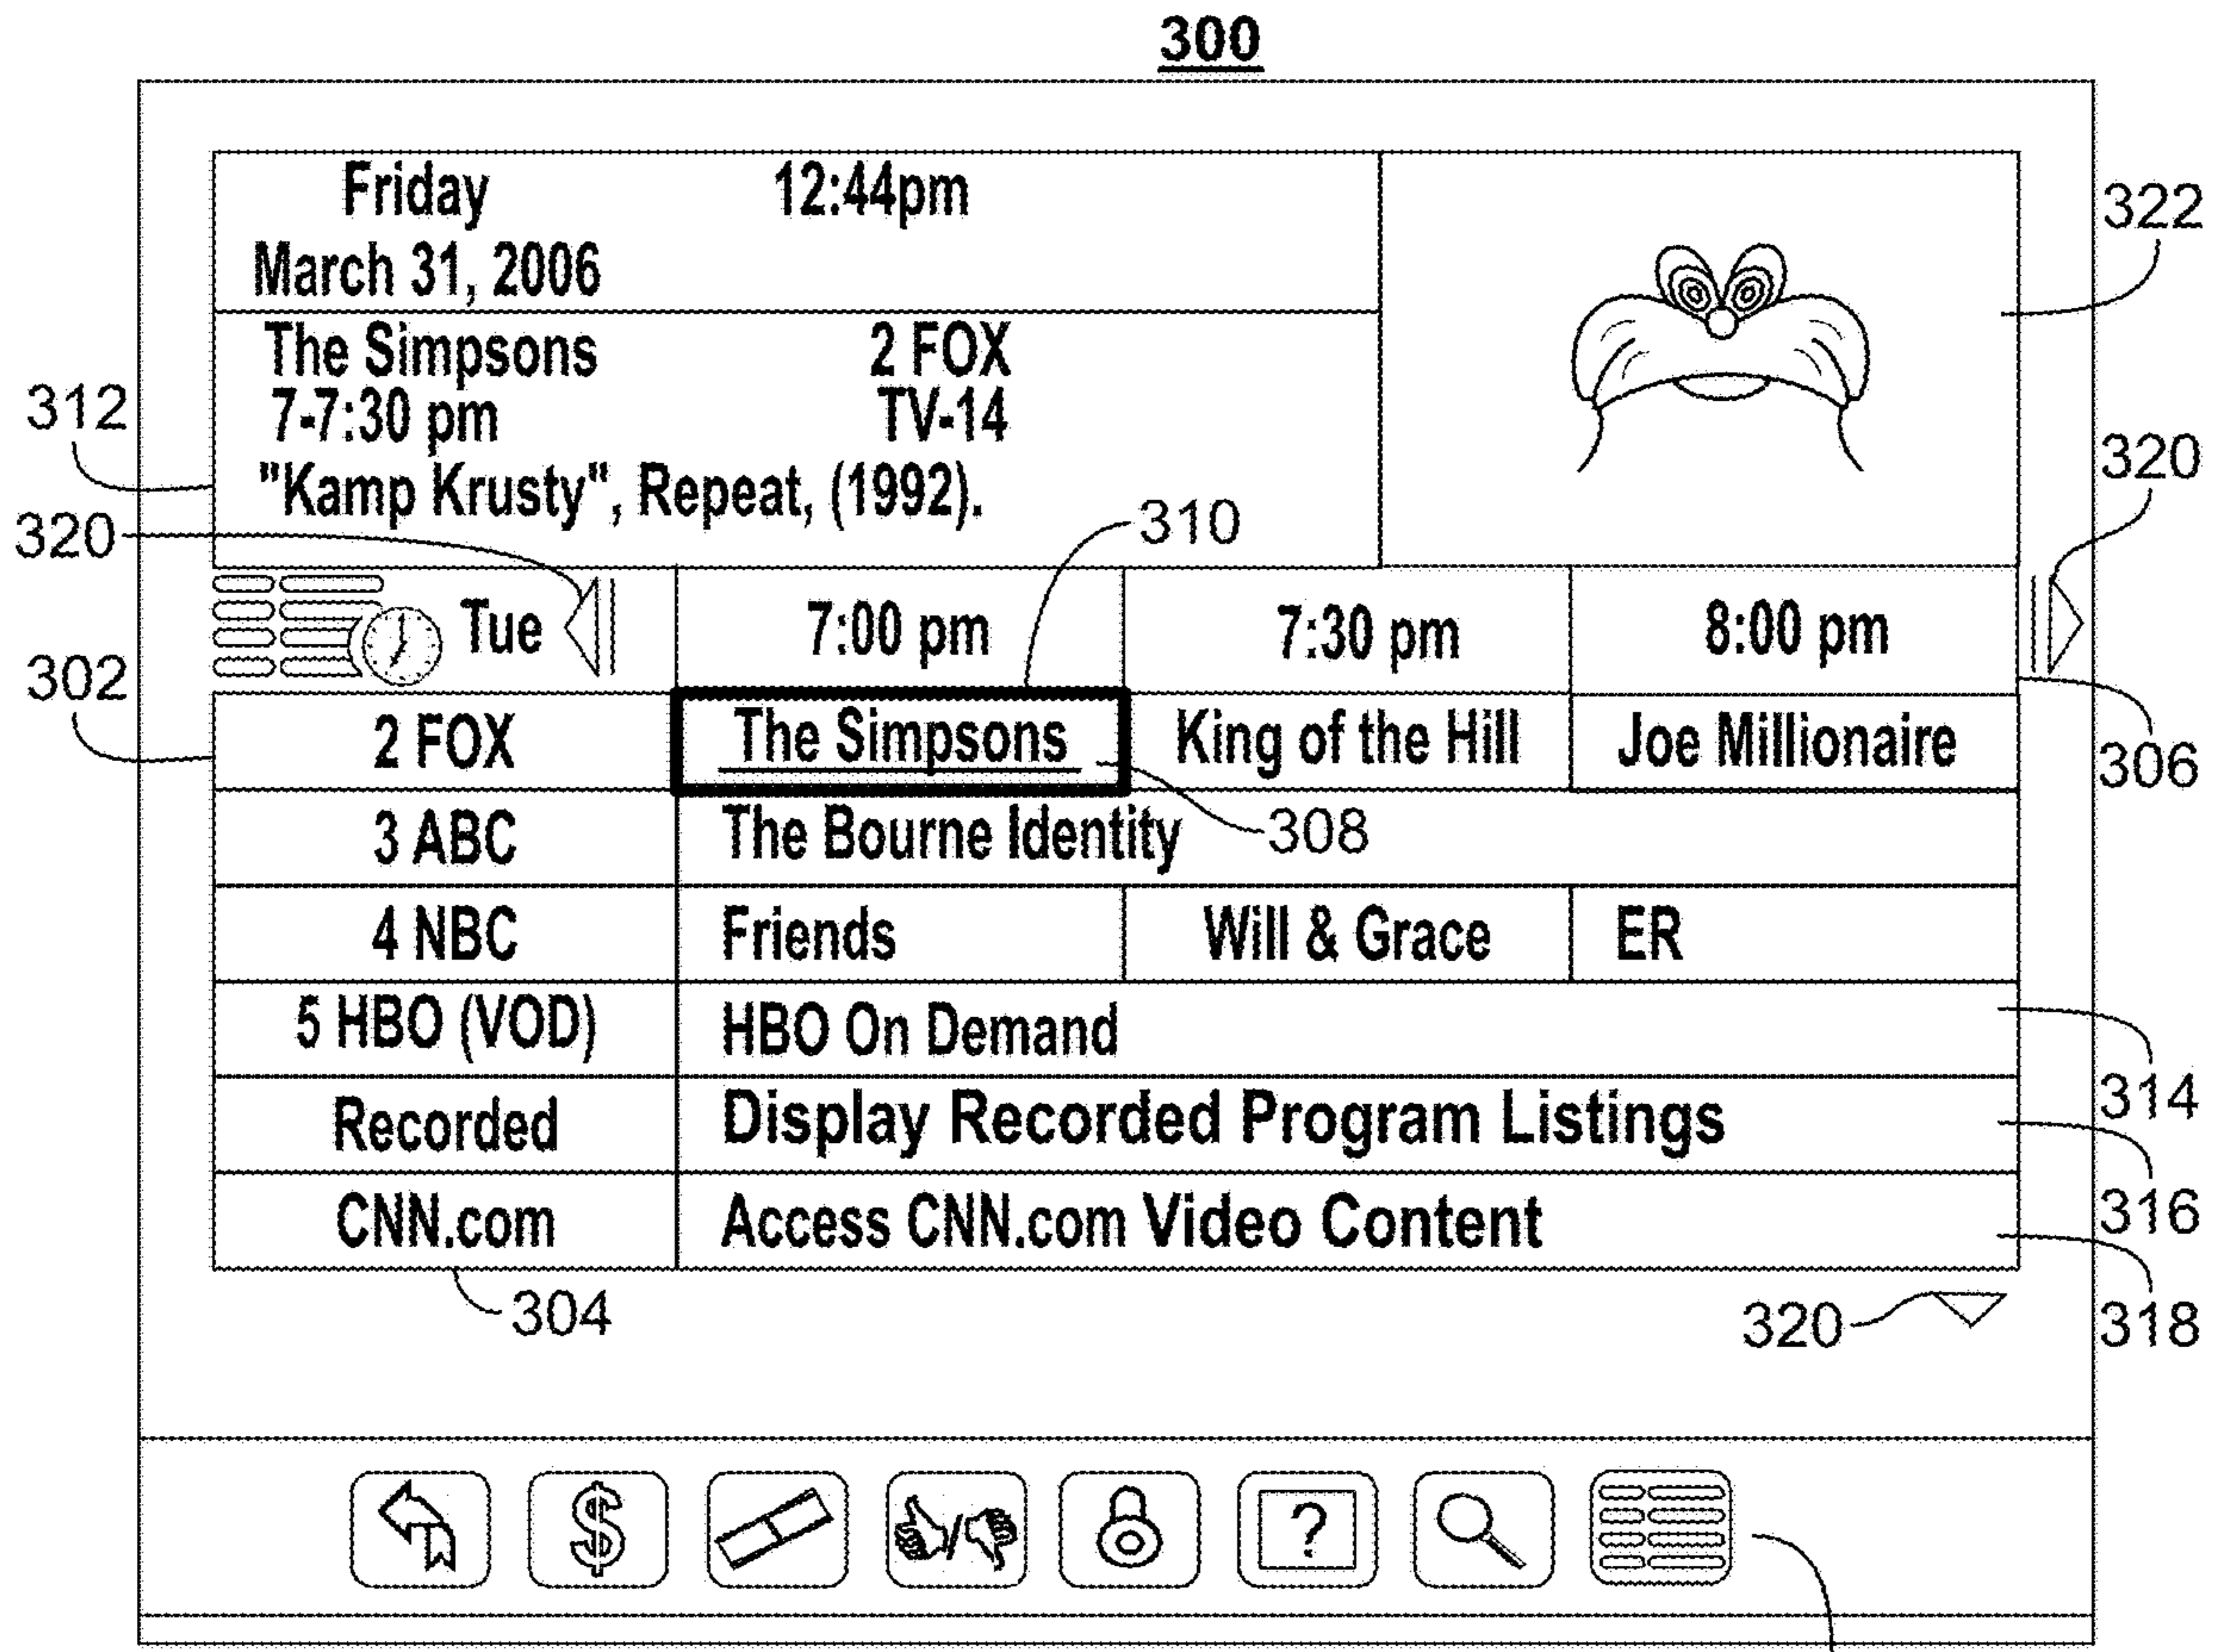 300
Friday 12:44pm
March 31, 2006
322
The Simpsons 2 FOX
7-7:30 pm TV-14
312
"Kamp Krusty", Repeat, (1992).
320
310
320
Tue 7:00 pm 7:30 pm 8:00 pm
302
2 FOX The Simpsons King of the Hill Joe Millionaire
306
3 ABC The Bourne Identity 308
4 NBC Friends Will & Grace ER
5 HBO (VOD) HBO On Demand
314
Recorded Display Recorded Program Listings
316
CNN.com Access CNN.com Video Content
304
320
318
$ ?